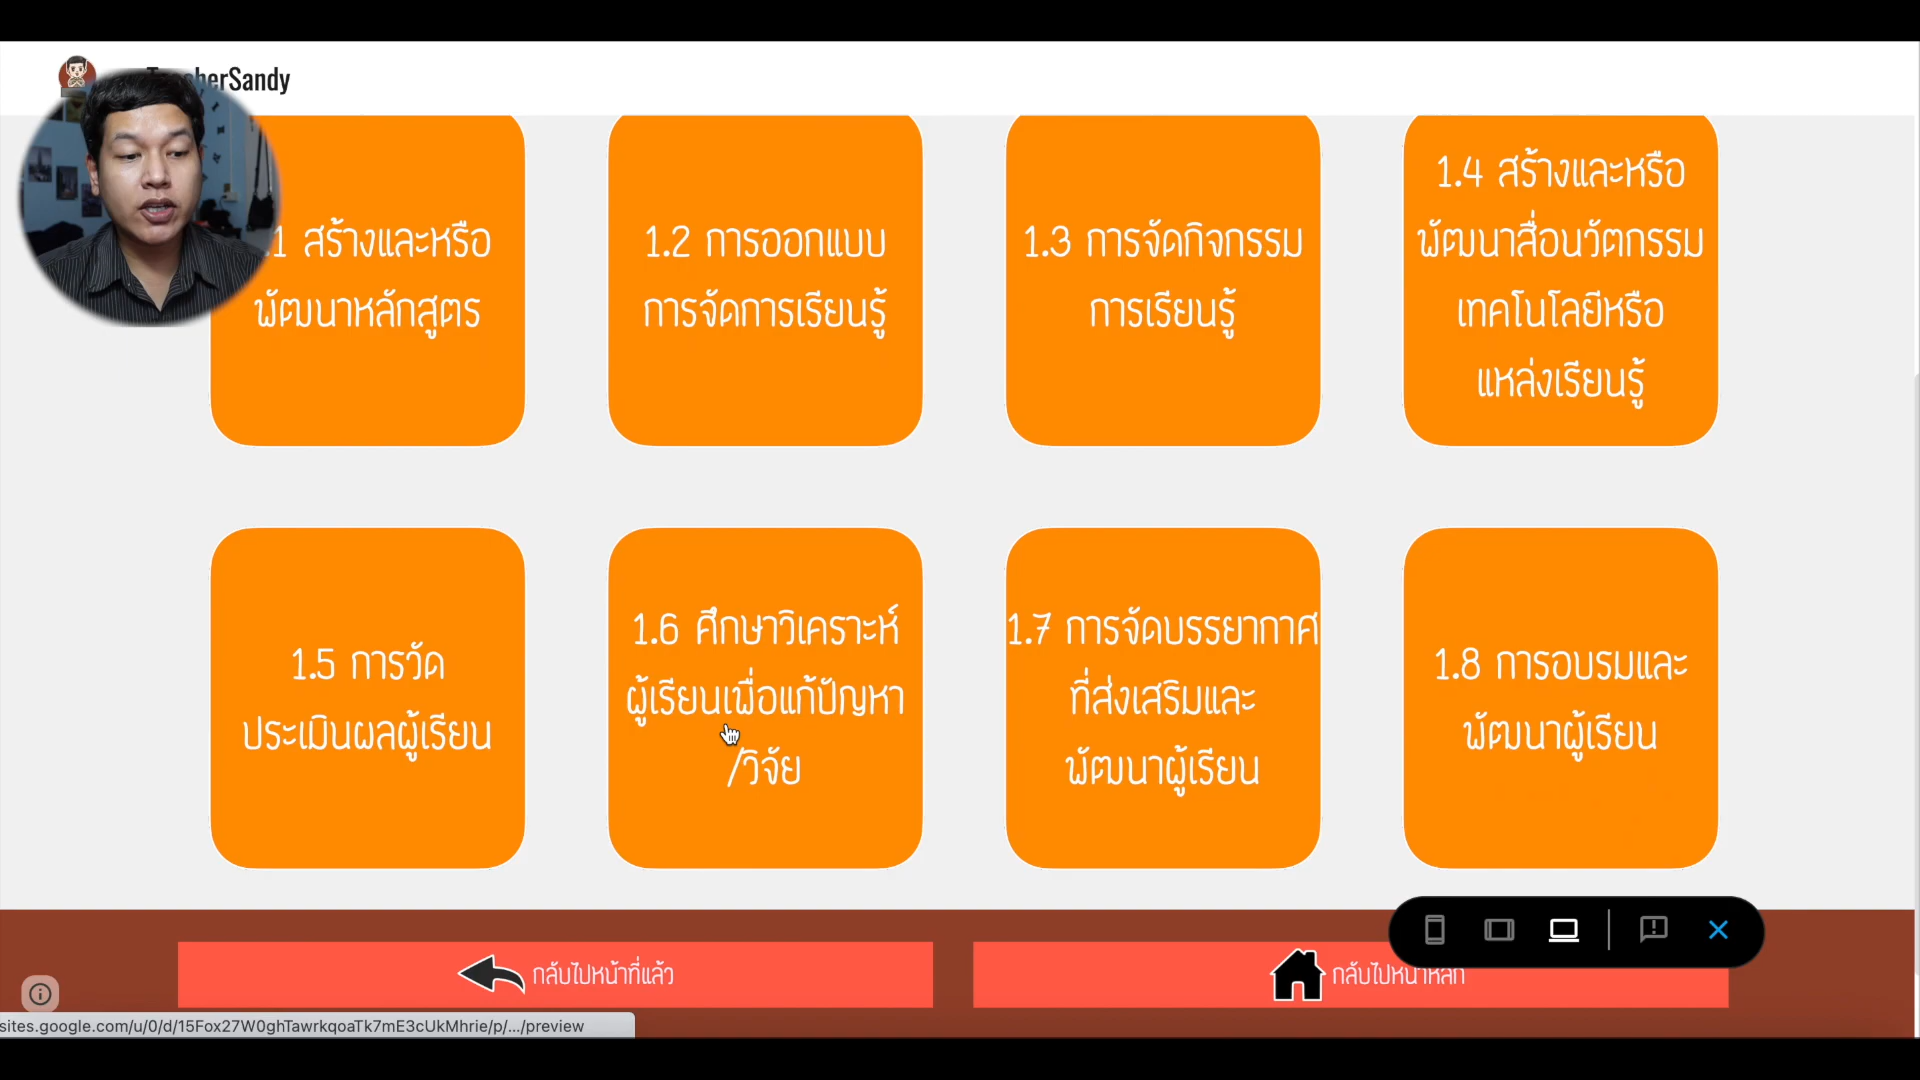 TeacherSandy
1 สร้างและหรือ
พัฒนาหลักสูตร
1.2 การออกแบบ
การจัดการเรียนรู้
1.3 การจัดกิจกรรม
การเรียนรู้
1.4 สร้างและหรือ
พัฒนาสื่อนวัตกรรม
เทคโนโลยีหรือ
แหล่งเรียนรู้
1.5 การวัด
ประเมินผลผู้เรียน
1.6 ศึกษาวิเคราะห์
ผู้เรียนเพื่อแก้ปัญหา
/วิจัย
1.7 การจัดบรรยากาศ
ที่ส่งเสริมและ
พัฒนาผู้เรียน
1.8 การอบรมและ
พัฒนาผู้เรียน
กลับไปหน้าที่แล้ว
กลับไปหน้าหลัก
sites.google.com/u/0/d/15Fox27W0ghTawrkqoaTk7mE3cUkMhrie/p/.../preview